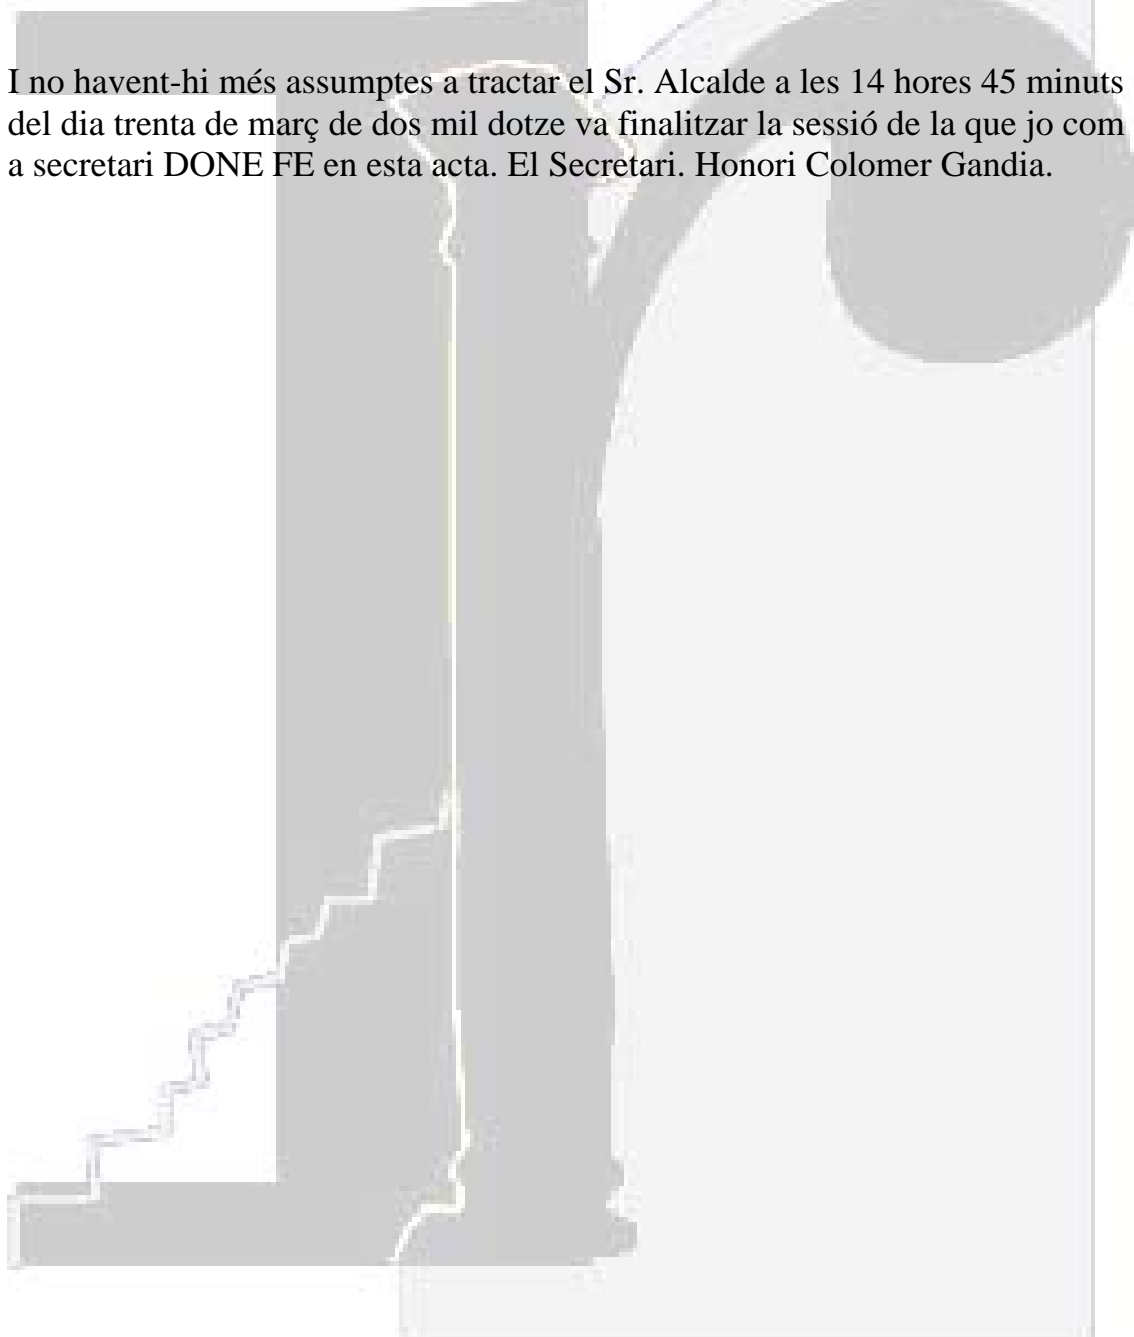 I no havent-hi més assumptes a tractar el Sr. Alcalde a les 14 hores 45 minuts
del dia trenta de març de dos mil dotze va finalitzar la sessió de la que jo com
a secretari DONE FE en esta acta. El Secretari. Honori Colomer Gandia.